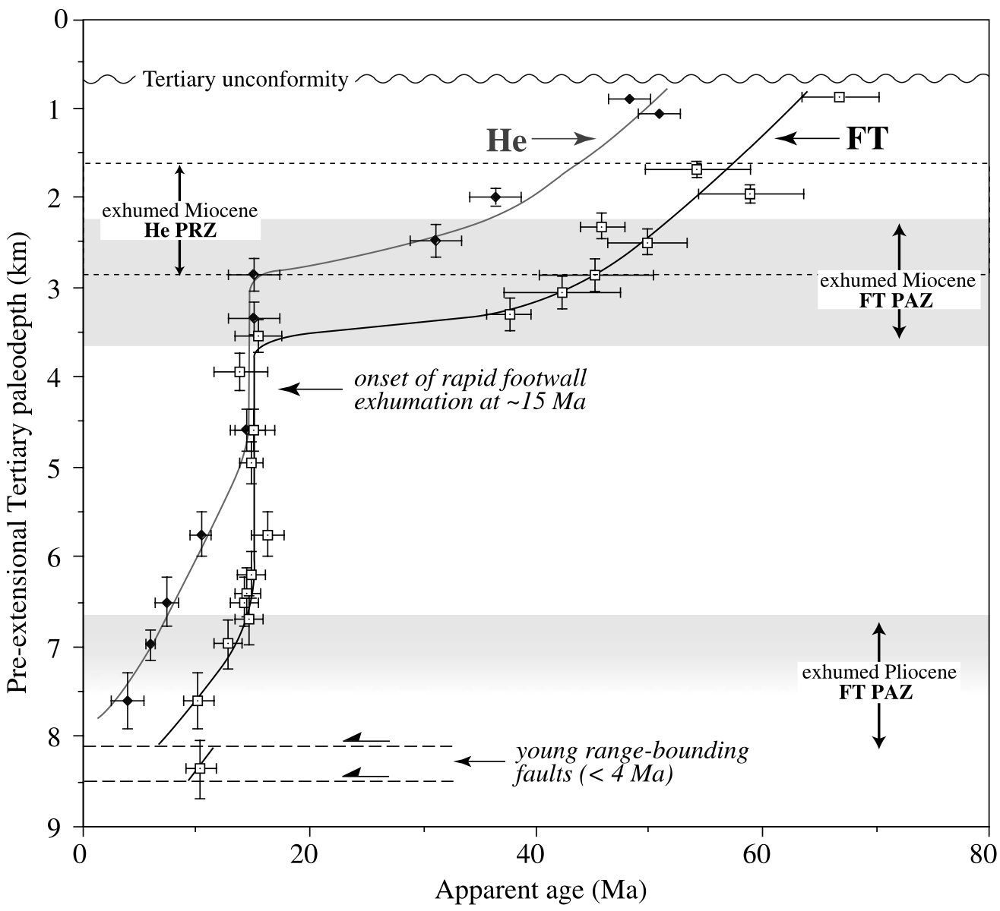 0
Tertiary unconformity
1
He
FT
2
exhumed Miocene
He PRZ
3
exhumed Miocene
FT PAZ
4
onset of rapid footwall
exhumation at ~15 Ma
5
6
7
exhumed Pliocene
FT PAZ
8
young range-bounding
faults (< 4 Ma)
9
Pre-extensional Tertiary paleodepth (km)
0
20
40
60
80
Apparent age (Ma)